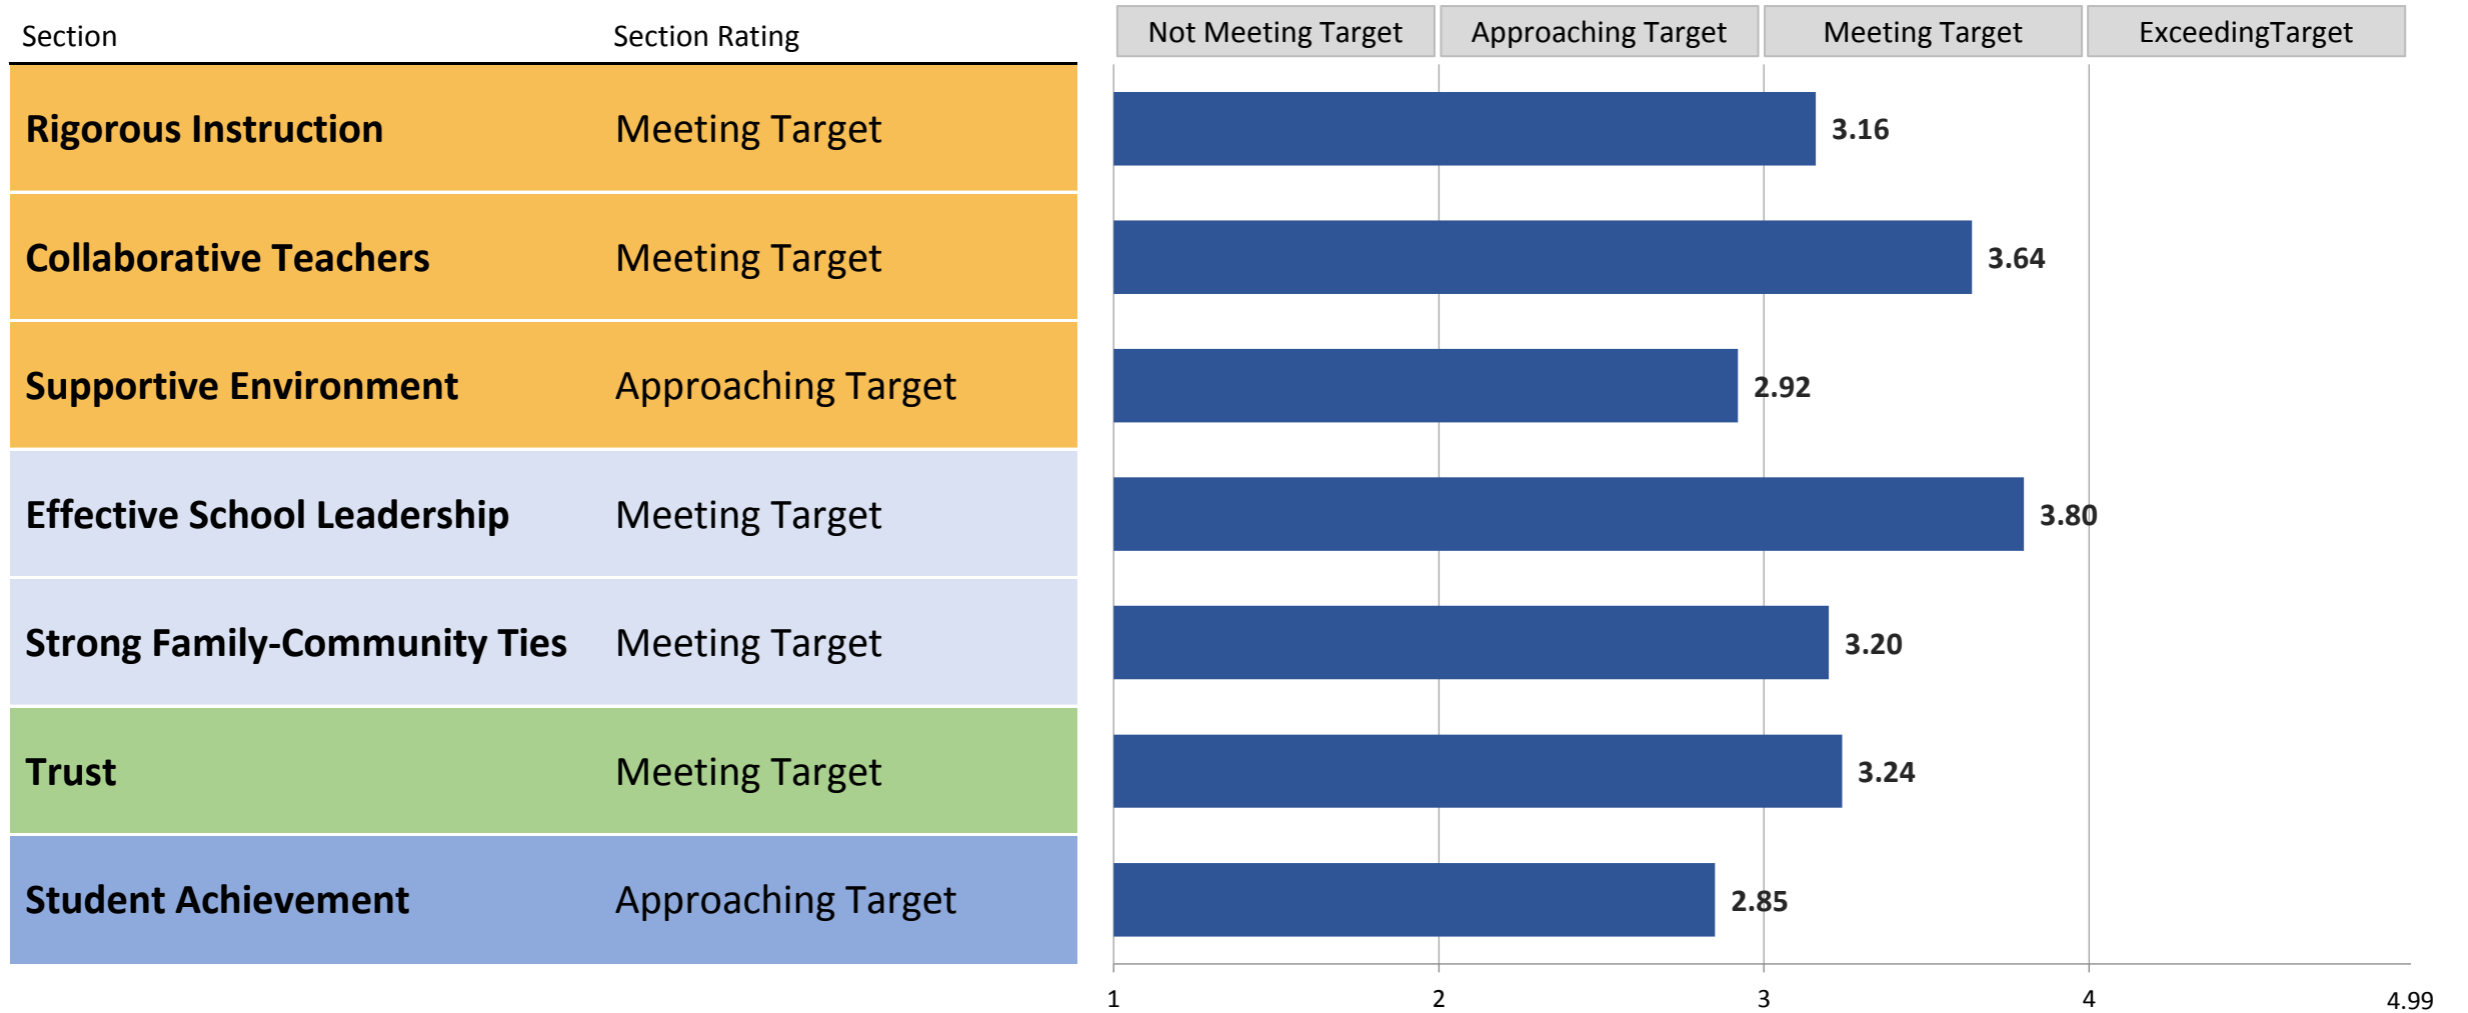 Section Section Rating Not Meeting Target Approaching Target Meeting Target ExceedingTarget
Rigorous Instruction Meeting Target 3.16
Collaborative Teachers Meeting Target 3.64
Supportive Environment Approaching Target 2.92
Effective School Leadership Meeting Target 3.80
Strong Family-Community Ties Meeting Target 3.20
Trust Meeting Target 3.24
Student Achievement Approaching Target 2.85
1 2 3 4 4.99